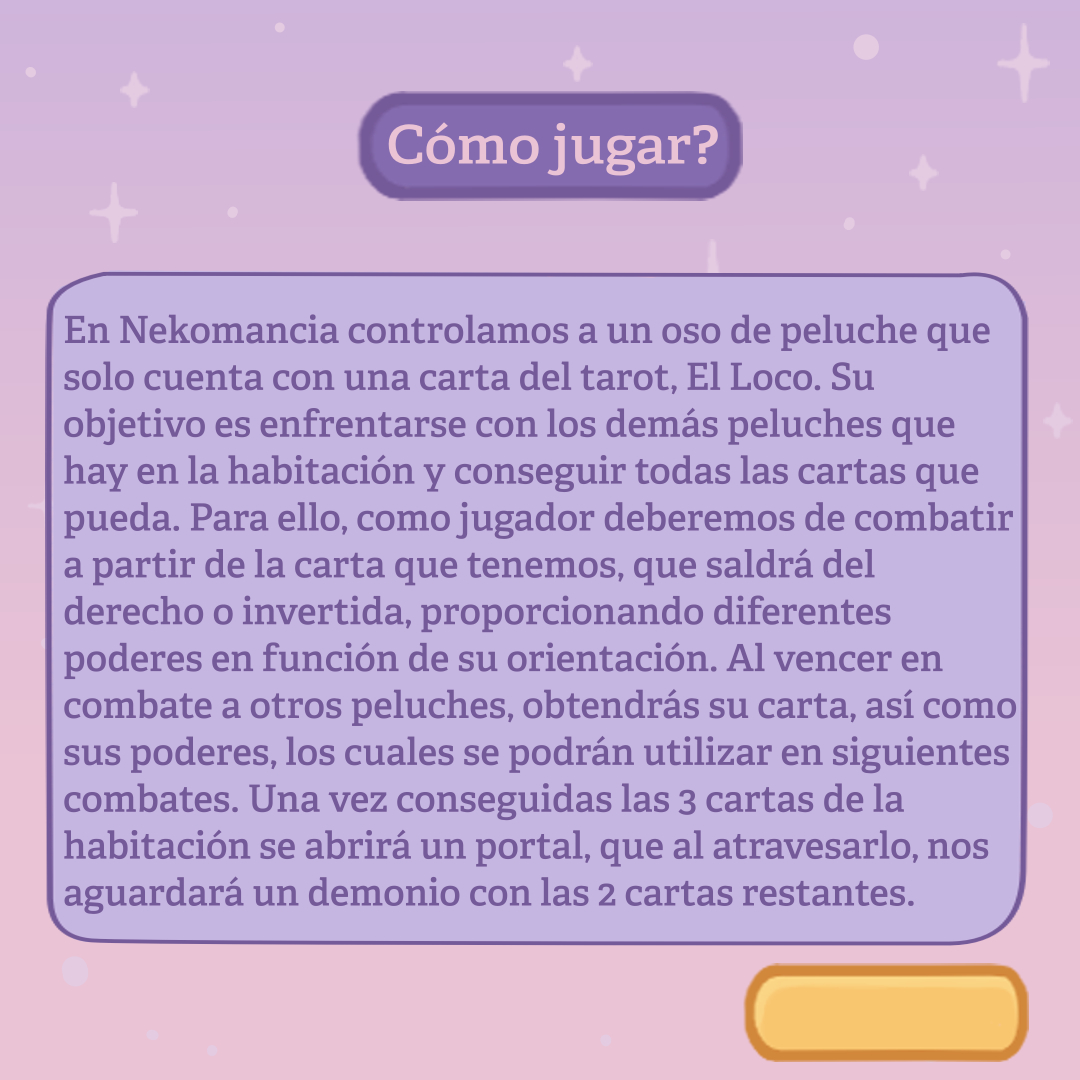 Cómo jugar?
En Nekomancia controlamos a un oso de peluche que
solo cuenta con una carta del tarot, El Loco. Su
objetivo es enfrentarse con los demás peluches que
hay en la habitación y conseguir todas las cartas que
pueda. Para ello, como jugador deberemos de combatir
a partir de la carta que tenemos, que saldrá del
derecho o invertida, proporcionando diferentes
poderes en función de su orientación. Al vencer en
combate a otros peluches, obtendrás su carta, así como
sus poderes, los cuales se podrán utilizar en siguientes
combates. Una vez conseguidas las 3 cartas de la
habitación se abrirá un portal, que al atravesarlo, nos
aguardará un demonio con las 2 cartas restantes.